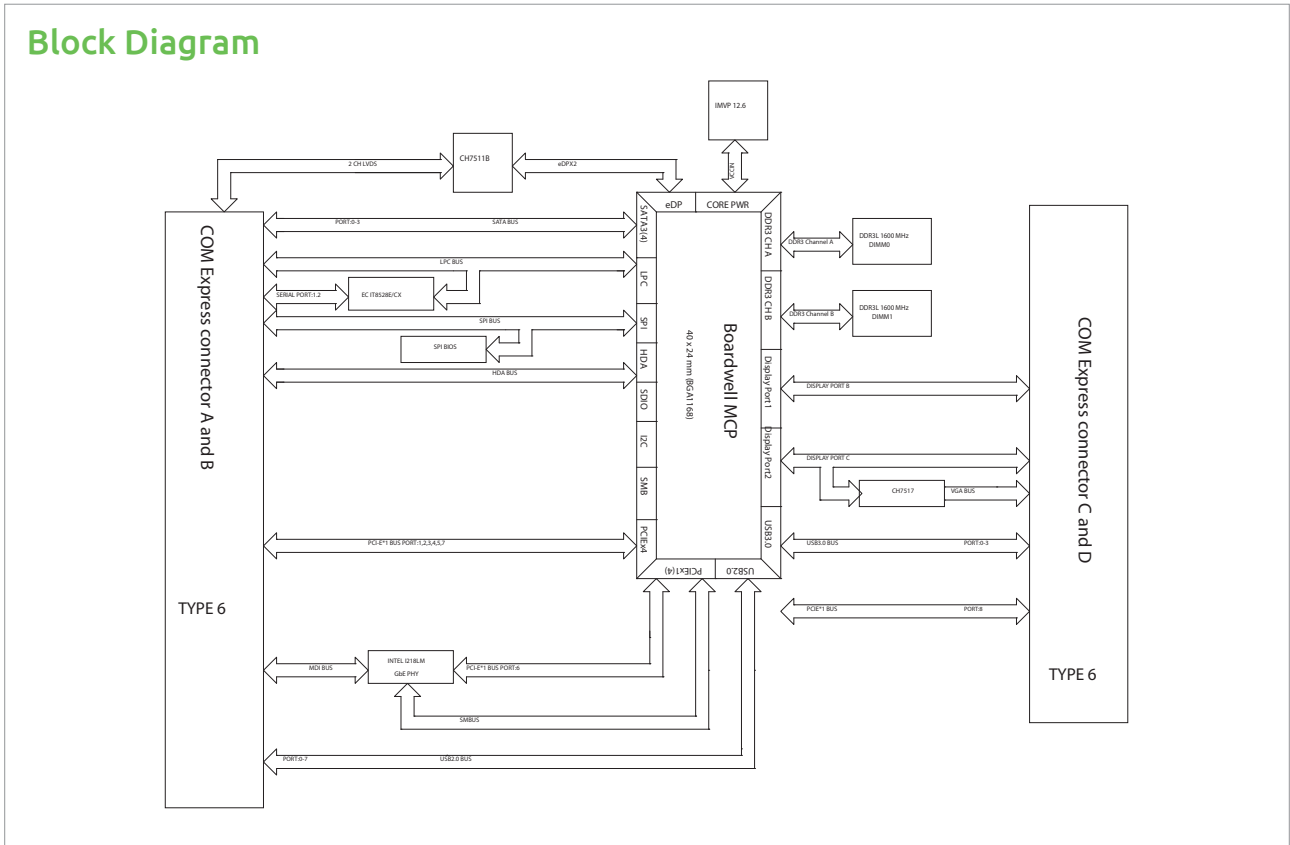 Block Diagram
IMVP 12.6
VCCIN
CH7511B
2 CH LVDS
eDPX2
eDP
CORE PWR
PORT:0-3
SATA BUS
SATA3(4)
LPC BUS
LPC
SERIAL PORT:1.2
EC IT8528E/CX
SPI BUS
SPI
SPI BIOS
HDA BUS
HDA
SDIO
I2C
SMB
PCI-E*1 BUS PORT:1,2,3,4,5,7
PCIEx4
COM Express connector A and B
TYPE 6
Boardwell MCP
40 x 24 mm (BGA1168)
DDR3 CH A
DDR3 Channel A
DDR3L 1600 MHz
DIMM0
DDR3 CH B
DDR3 Channel B
DDR3L 1600 MHz
DIMM1
Display Port1
DISPLAY PORT B
Display Port2
DISPLAY PORT C
CH7517
VGA BUS
USB3.0
USB3.0 BUS
PORT:0-3
PCIE*1 BUS
PORT:8
COM Express connector C and D
TYPE 6
PCIEx1(4)
USB2.0
MDI BUS
INTEL I218LM
GbE PHY
PCI-E*1 BUS PORT:6
SMBUS
PORT:0-7
USB2.0 BUS